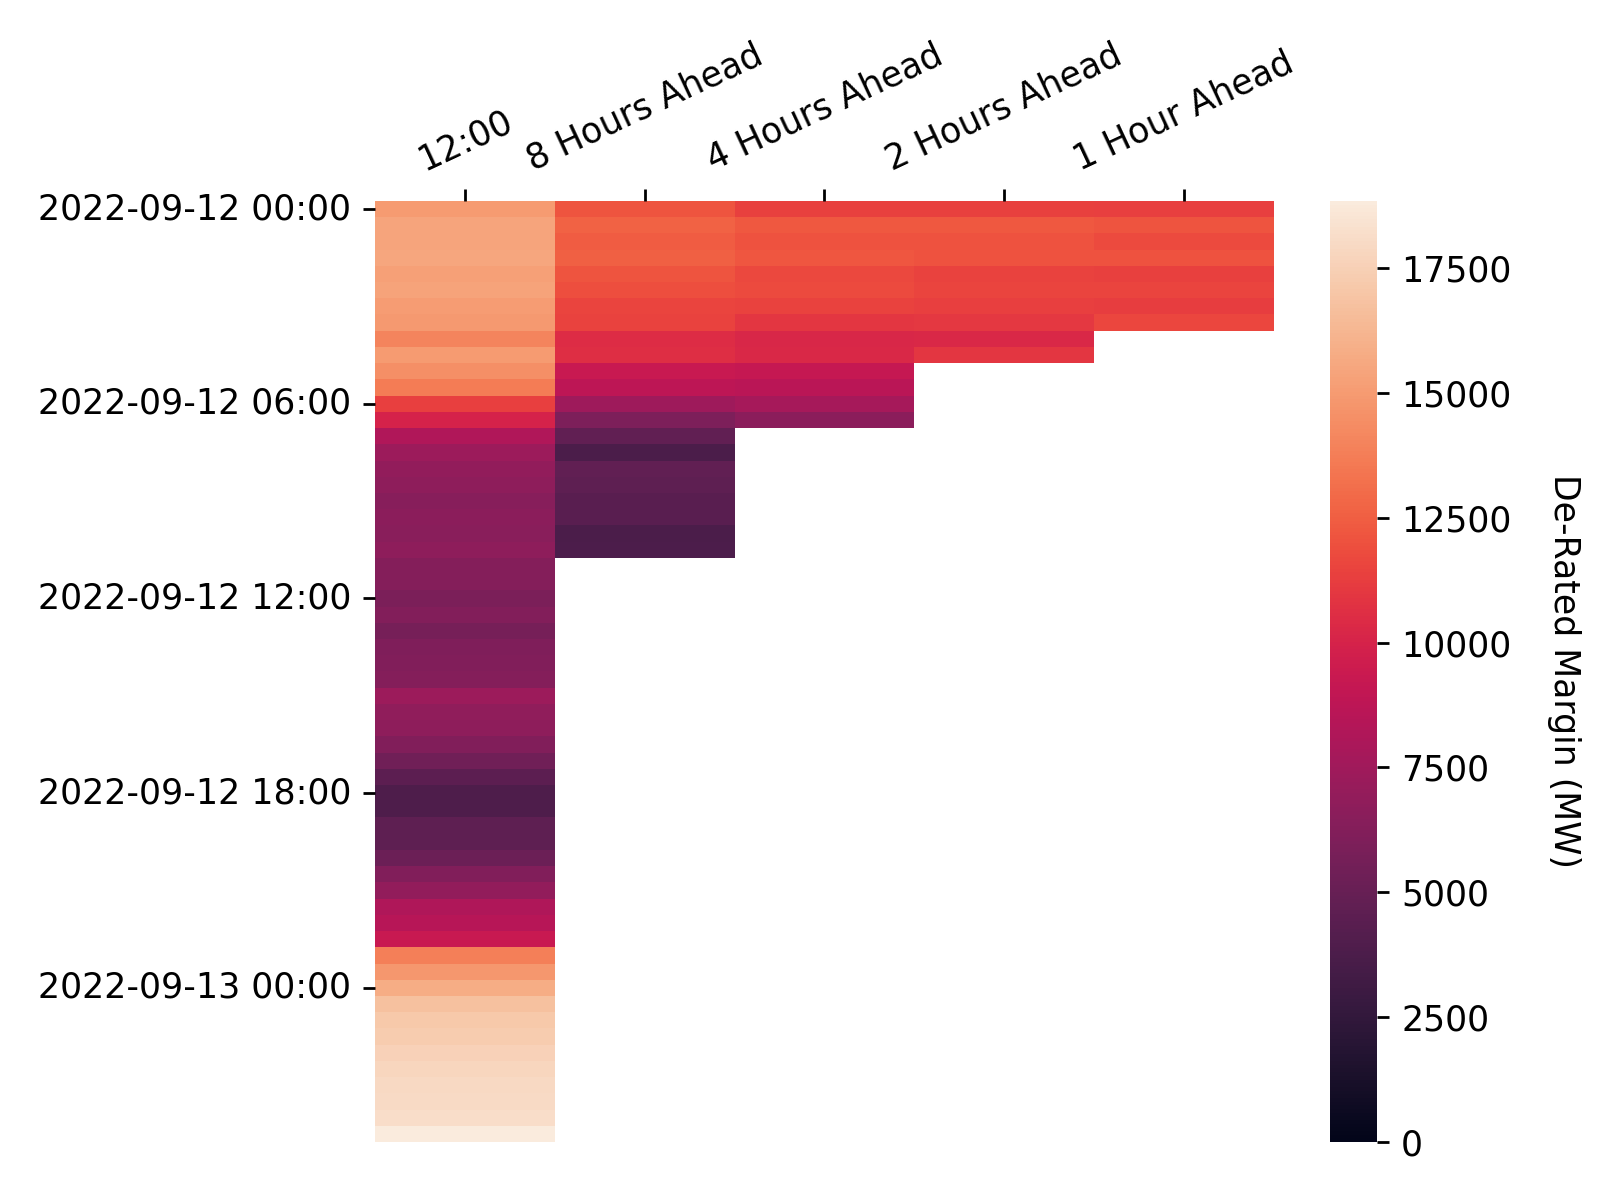 12:00
8 Hours Ahead
4 Hours Ahead
2 Hours Ahead
1 Hour Ahead
2022-09-12 00:00
2022-09-12 06:00
2022-09-12 12:00
2022-09-12 18:00
2022-09-13 00:00
17500
15000
12500
10000
7500
5000
2500
0
De-Rated Margin (MW)